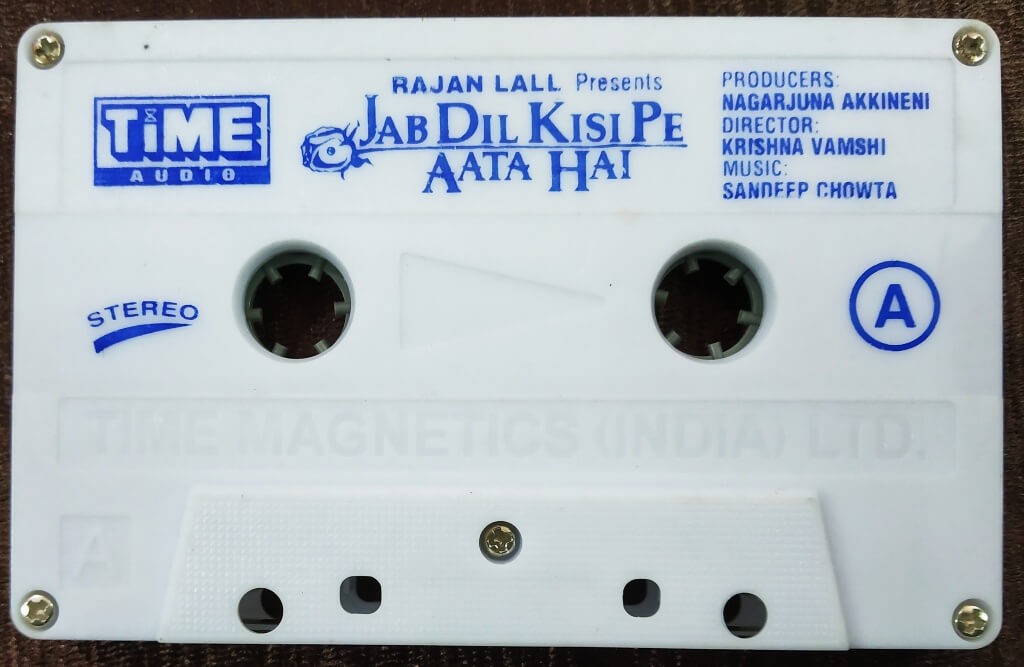 TiME
AUDIO
RAJAN LALL Presents
JAB DIL KISI PE
AATA HAI
PRODUCERS:
NAGARJUNA AKKINENI
DIRECTOR:
KRISHNA VAMSHI
MUSIC:
SANDEEP CHOWTA
STEREO
A
TIME MAGNETICS (INDIA) LTD.
A